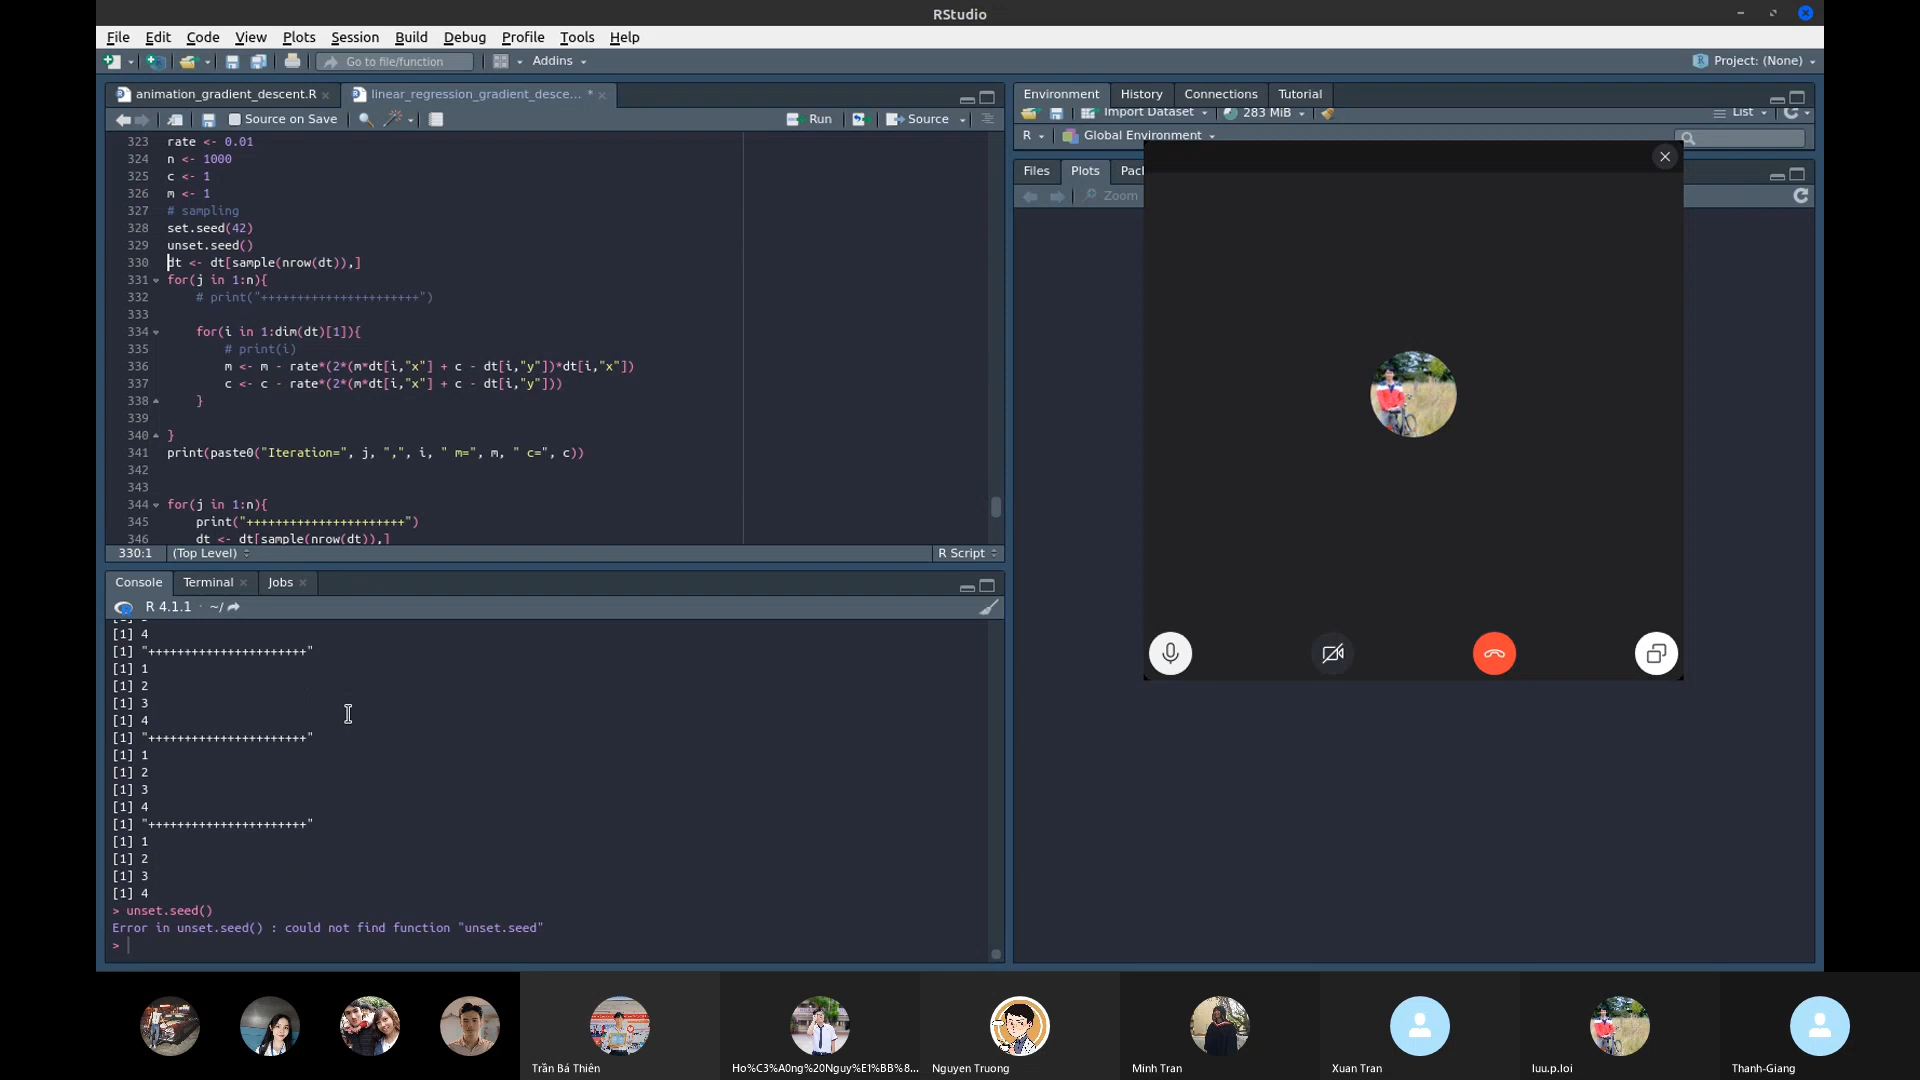 RStudio
File Edit Code View Plots Session Build Debug Profile Tools Help
Go to file/function Addins Project: (None)
animation_gradient_descent.R linear_regression_gradient_desce... *
Source on Save Run Source
323 rate <- 0.01
324 n <- 1000
325 c <- 1
326 m <- 1
327 # sampling
328 set.seed(42)
329 unset.seed()
330 dt <- dt[sample(nrow(dt)),]
331 for(j in 1:n){
332 # print("++++++++++++++++++++++")
333
334 for(i in 1:dim(dt)[1]){
335 # print(i)
336 m <- m - rate*(2*(m*dt[i,"x"] + c - dt[i,"y"])*dt[i,"x"])
337 c <- c - rate*(2*(m*dt[i,"x"] + c - dt[i,"y"]))
338 }
339
340 }
341 print(paste0("Iteration=", j, ",", i, " m=", m, " c=", c))
342
343
344 for(j in 1:n){
345 print("++++++++++++++++++++++")
346 dt <- dt[sample(nrow(dt)),]
330:1 (Top Level) R Script
Console Terminal Jobs
R 4.1.1 · ~/
[1] 4
[1] "++++++++++++++++++++++"
[1] 1
[1] 2
[1] 3
[1] 4
[1] "++++++++++++++++++++++"
[1] 1
[1] 2
[1] 3
[1] 4
[1] "++++++++++++++++++++++"
[1] 1
[1] 2
[1] 3
[1] 4
> unset.seed()
Error in unset.seed() : could not find function "unset.seed"
>
Environment History Connections Tutorial
Import Dataset 283 MiB List
R Global Environment
Files Plots
Zoom
Trần Bá Thiên
Ho%C3%A0ng%20Nguy%E1%BB%8...
Nguyen Truong
Minh Tran
Xuan Tran
luu.p.loi
Thanh-Giang